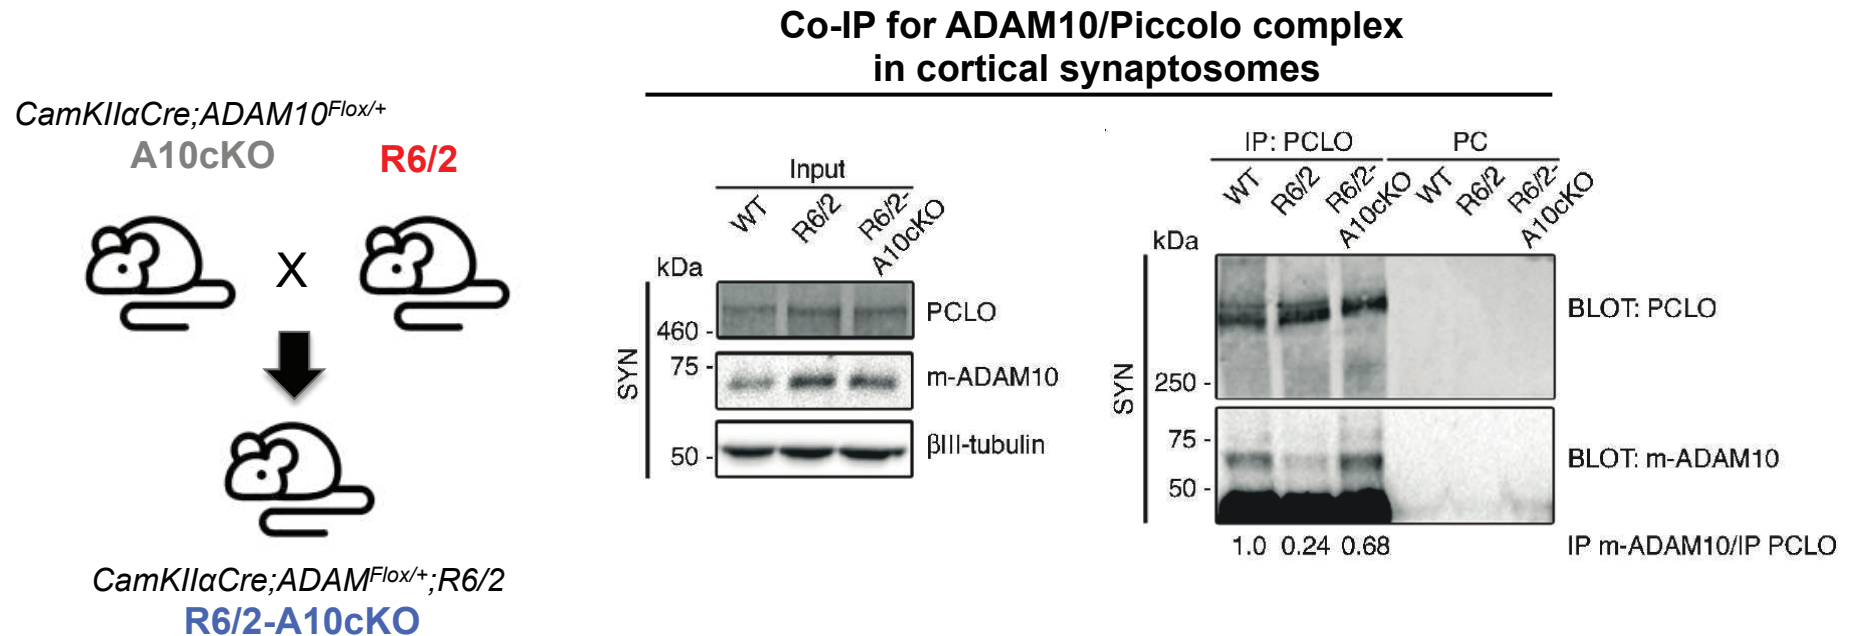 Co-IP for ADAM10/Piccolo complex
in cortical synaptosomes
CamKIIαCre;ADAM10Flox/+
A10cKO
R6/2
X
CamKIIαCre;ADAMFlox/+;R6/2
R6/2-A10cKO
Input
WT
R6/2
R6/2-
A10cKO
kDa
SYN
PCLO
460 -
75 -
m-ADAM10
βIII-tubulin
50 -
IP: PCLO
PC
WT
R6/2
R6/2-
A10cKO
WT
R6/2
R6/2-
A10cKO
kDa
SYN
BLOT: PCLO
250 -
75 -
BLOT: m-ADAM10
50 -
1.0 0.24 0.68
IP m-ADAM10/IP PCLO